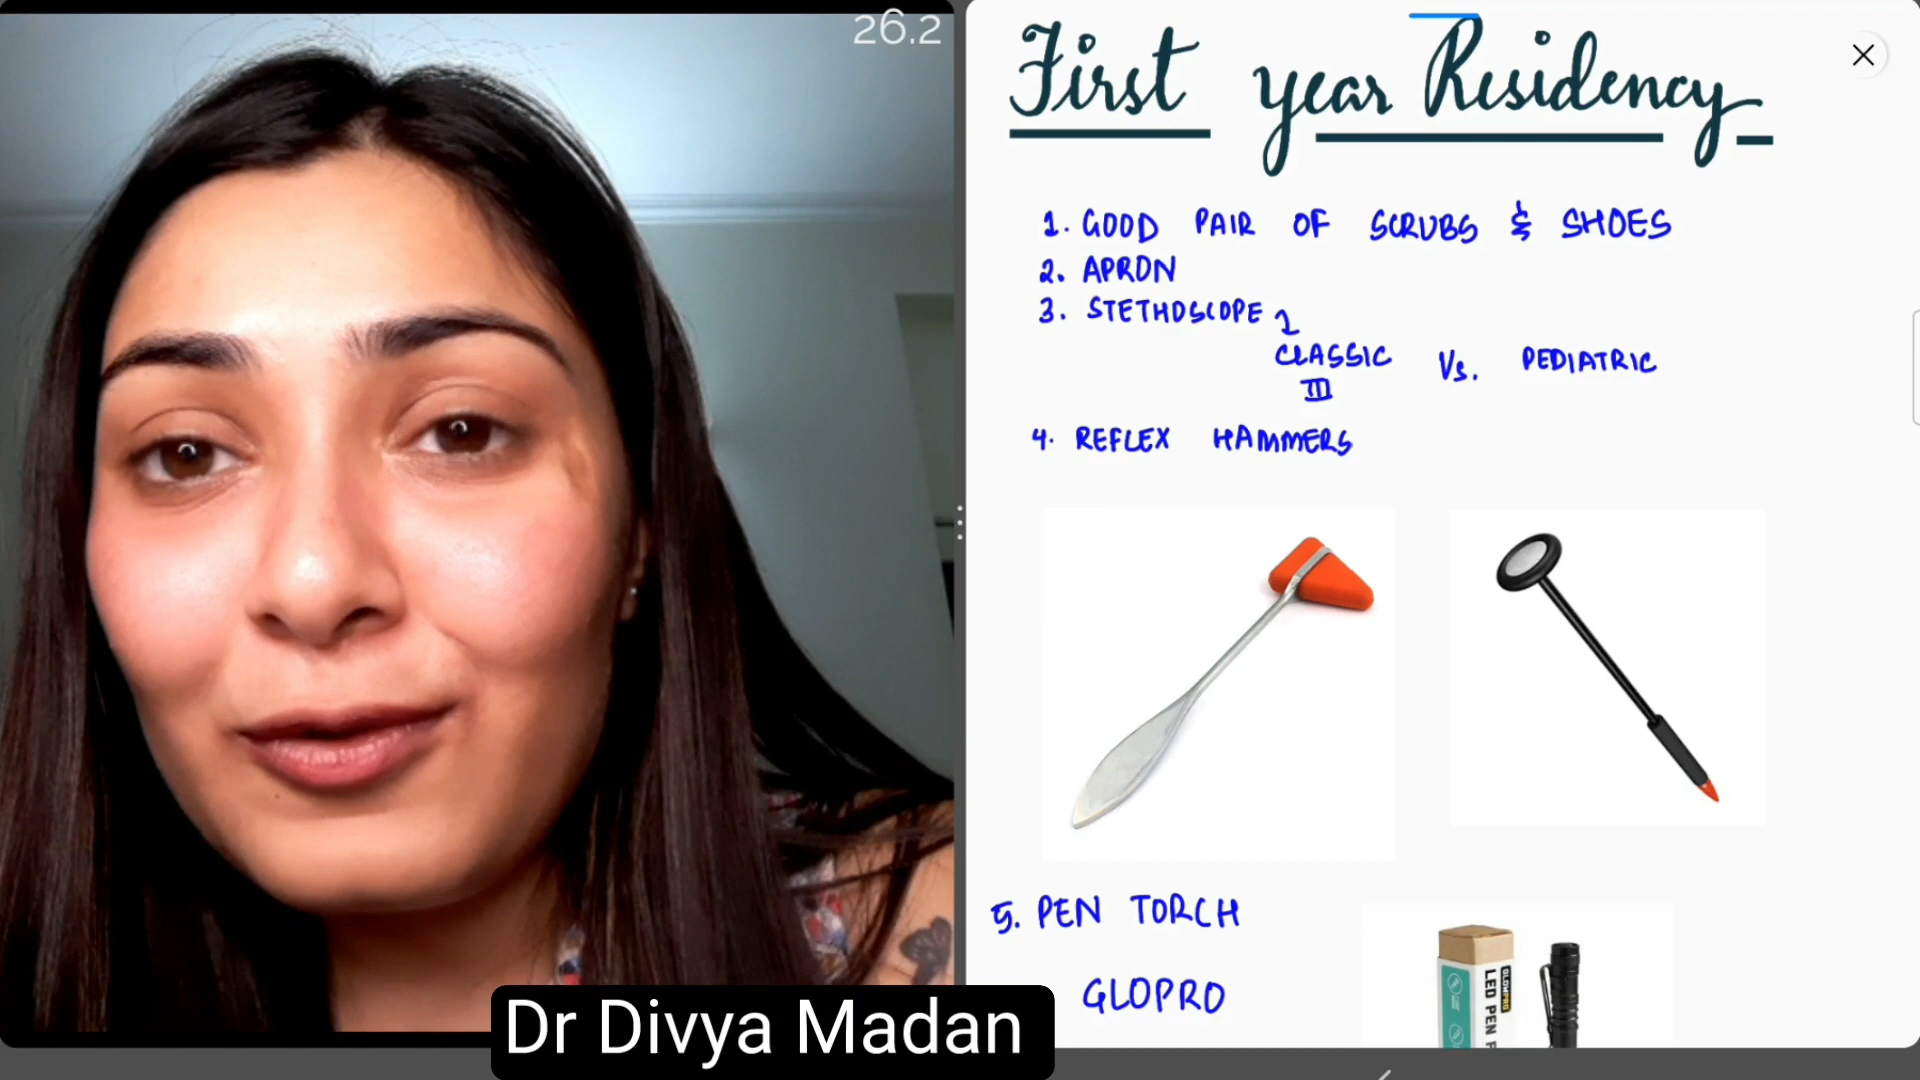 26.2
First year Residency
1. GOOD PAIR OF SCRUBS & SHOES
2. APRON
3. STETHOSCOPE
CLASSIC Vs. PEDIATRIC
III
4. REFLEX HAMMERS
5. PEN TORCH
GLOPRO
LED PEN
Dr Divya Madan